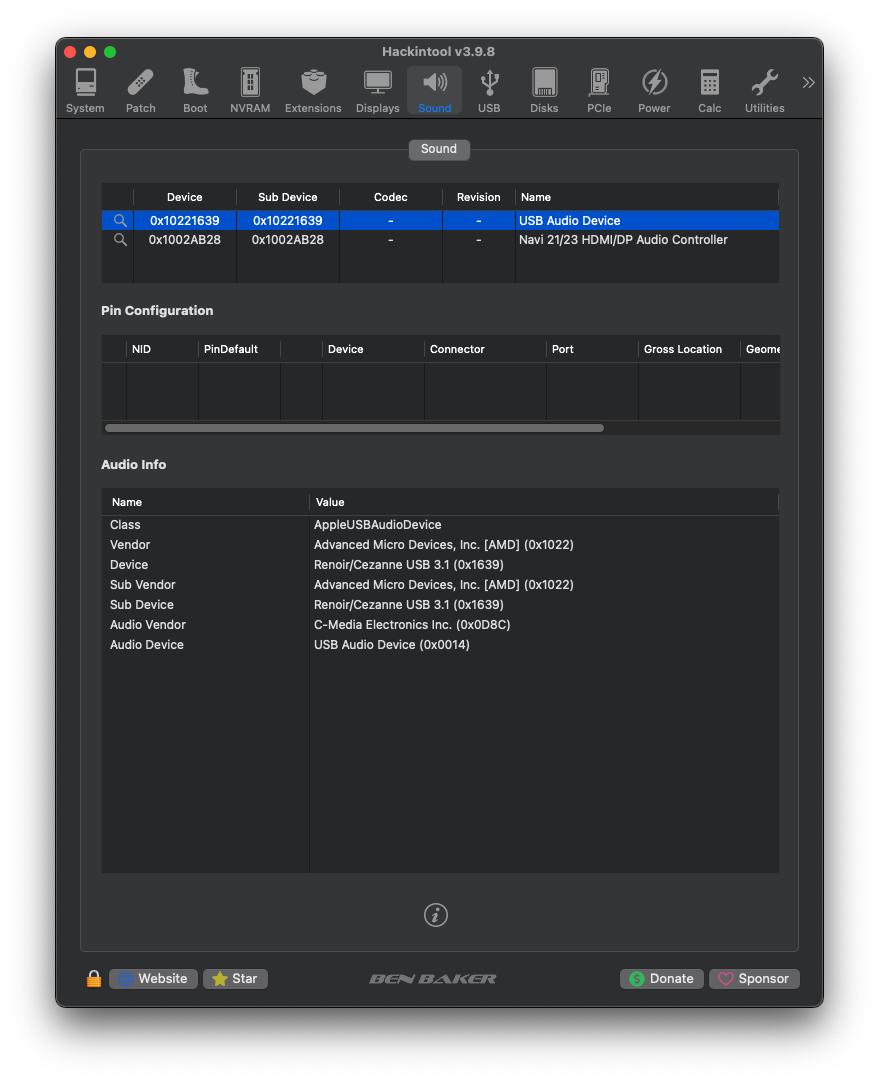 Hackintool v3.9.8
System Patch Boot NVRAM Extensions Displays Sound USB Disks PCIe Power Calc Utilities
Sound
Device Sub Device Codec Revision Name
0x10221639 0x10221639 - - USB Audio Device
0x1002AB28 0x1002AB28 - - Navi 21/23 HDMI/DP Audio Controller
Pin Configuration
NID PinDefault Device Connector Port Gross Location Geome
Audio Info
Name Value
Class AppleUSBAudioDevice
Vendor Advanced Micro Devices, Inc. [AMD] (0x1022)
Device Renoir/Cezanne USB 3.1 (0x1639)
Sub Vendor Advanced Micro Devices, Inc. [AMD] (0x1022)
Sub Device Renoir/Cezanne USB 3.1 (0x1639)
Audio Vendor C-Media Electronics Inc. (0x0D8C)
Audio Device USB Audio Device (0x0014)
Website Star BEN BAKER Donate Sponsor